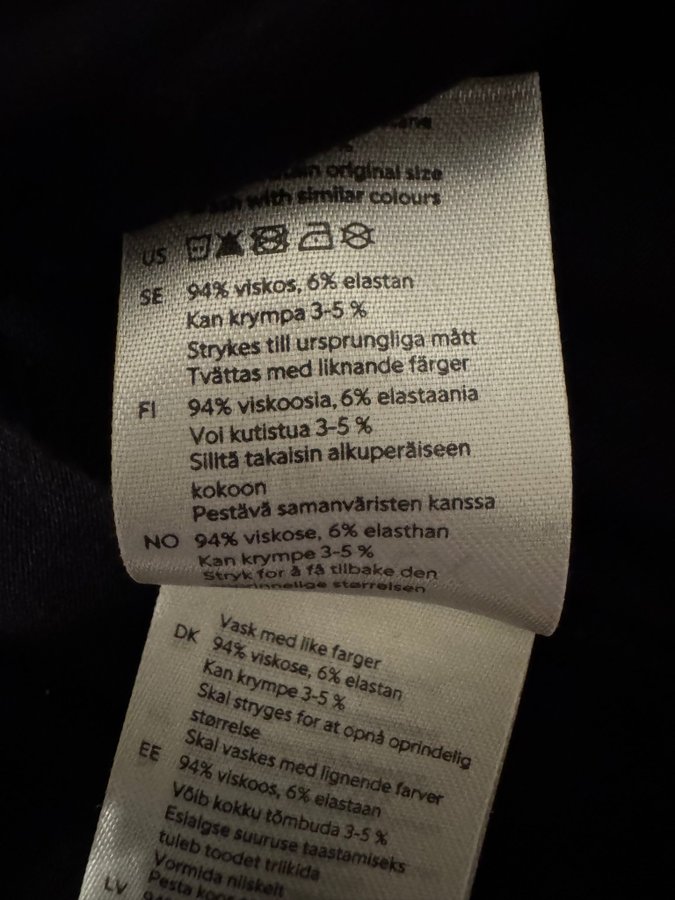 original size
with similar colours
US
SE 94% viskos, 6% elastan
Kan krympa 3-5 %
Strykes till ursprungliga mått
Tvättas med liknande färger
FI 94% viskoosia, 6% elastaania
Voi kutistua 3-5 %
Silitä takaisin alkuperäiseen
kokoon
Pestävä samanväristen kanssa
NO 94% viskose, 6% elasthan
Kan krympe 3-5 %
Stryk for å få tilbake den
størrelsen
Vask med like farger
DK 94% viskose, 6% elastan
Kan krympe 3-5 %
Skal stryges for at opnå oprindelig
størrelse
Skal vaskes med lignende farver
EE 94% viskoos, 6% elastaan
Võib kokku tõmbuda 3-5 %
Esialgse suuruse taastamiseks
tuleb toodet triikida
Vormida niiskelt
LV Pesta